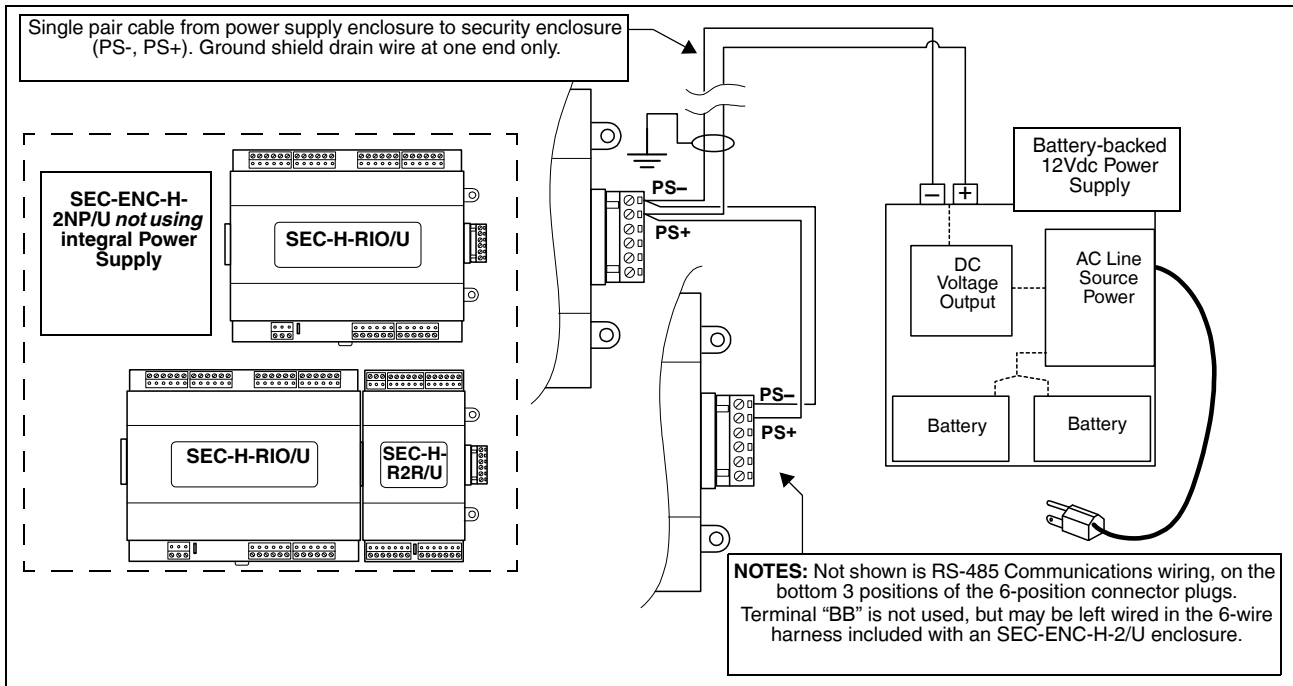 Single pair cable from power supply enclosure to security enclosure
(PS-, PS+). Ground shield drain wire at one end only.
SEC-ENC-H-
2NP/U not using
integral Power
Supply
SEC-H-RIO/U
SEC-H-RIO/U
SEC-H-
R2R/U
PS–
PS+
PS–
PS+
Battery-backed
12Vdc Power
Supply
– +
DC
Voltage
Output
AC Line
Source
Power
Battery
Battery
NOTES: Not shown is RS-485 Communications wiring, on the
bottom 3 positions of the 6-position connector plugs.
Terminal “BB” is not used, but may be left wired in the 6-wire
harness included with an SEC-ENC-H-2/U enclosure.